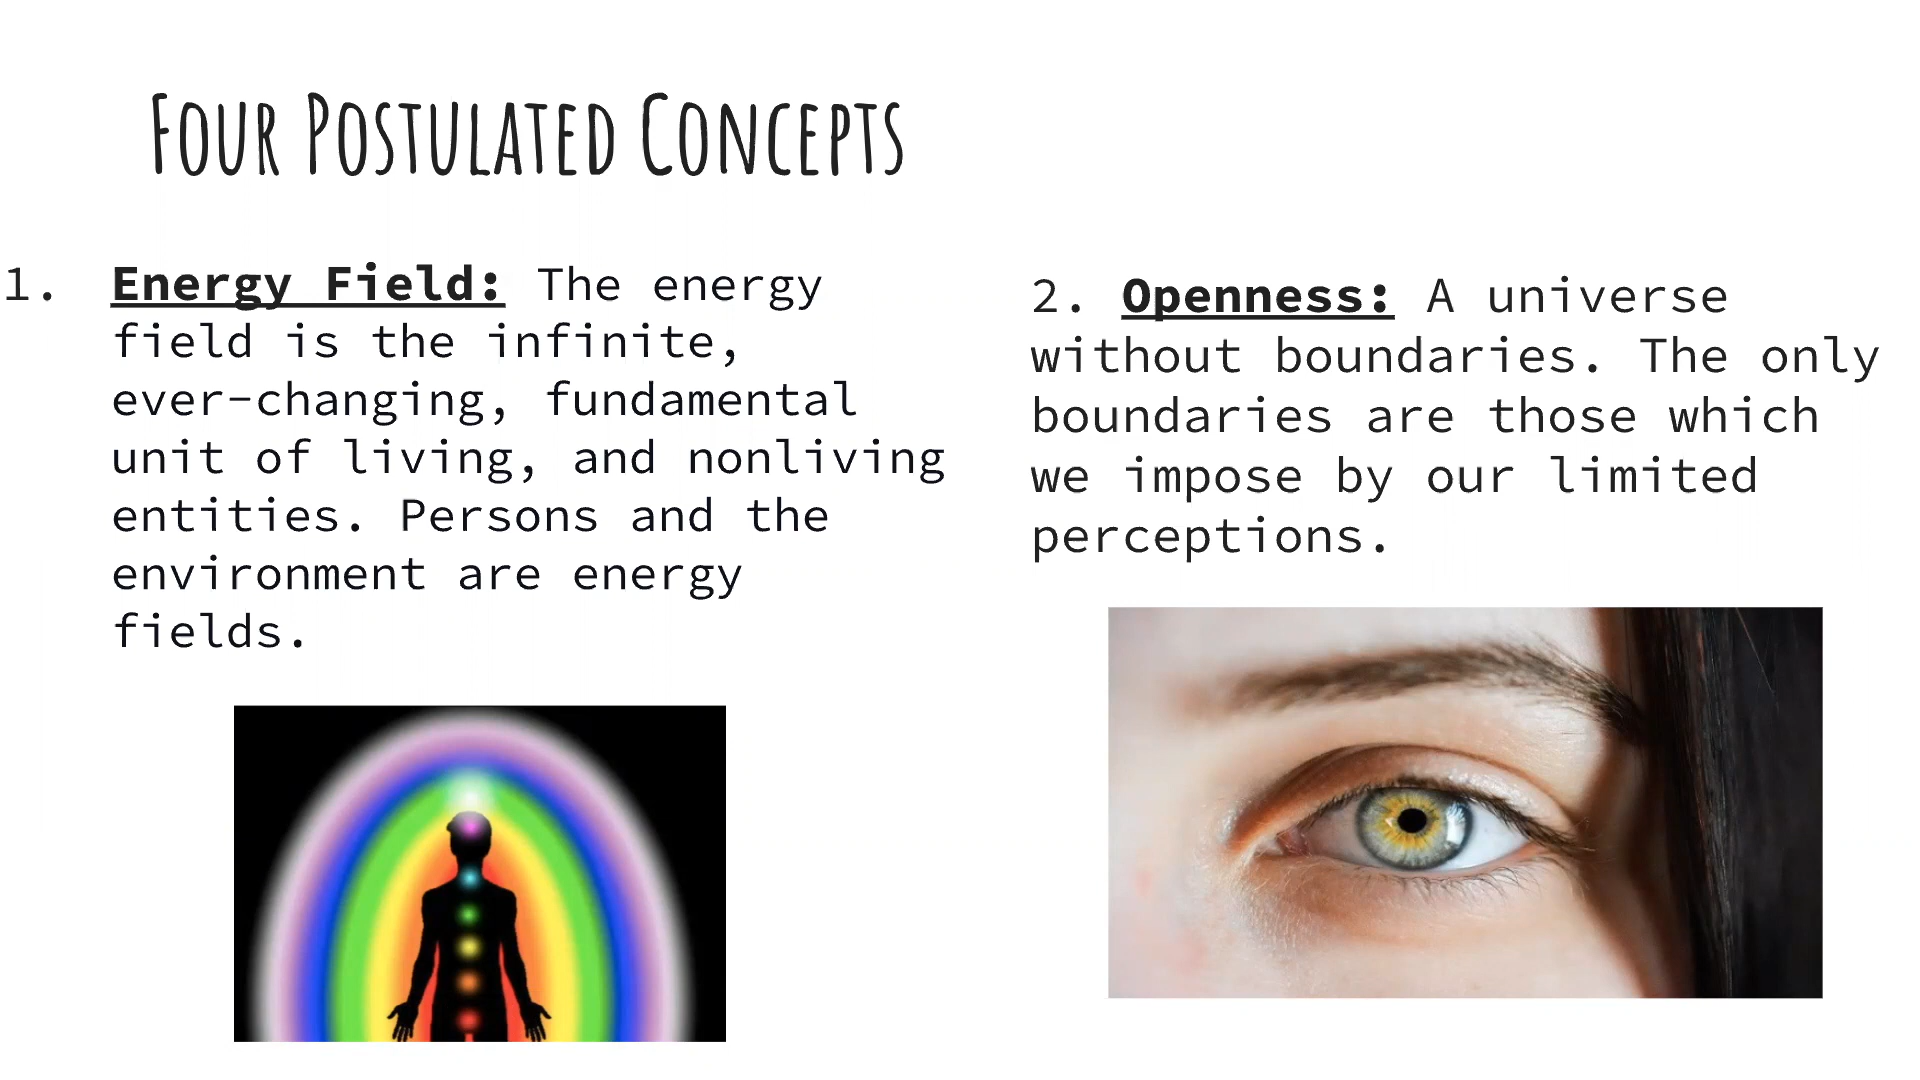 Four Postulated Concepts
1. Energy Field: The energy
field is the infinite,
ever-changing, fundamental
unit of living, and nonliving
entities. Persons and the
environment are energy
fields.
2. Openness: A universe
without boundaries. The only
boundaries are those which
we impose by our limited
perceptions.